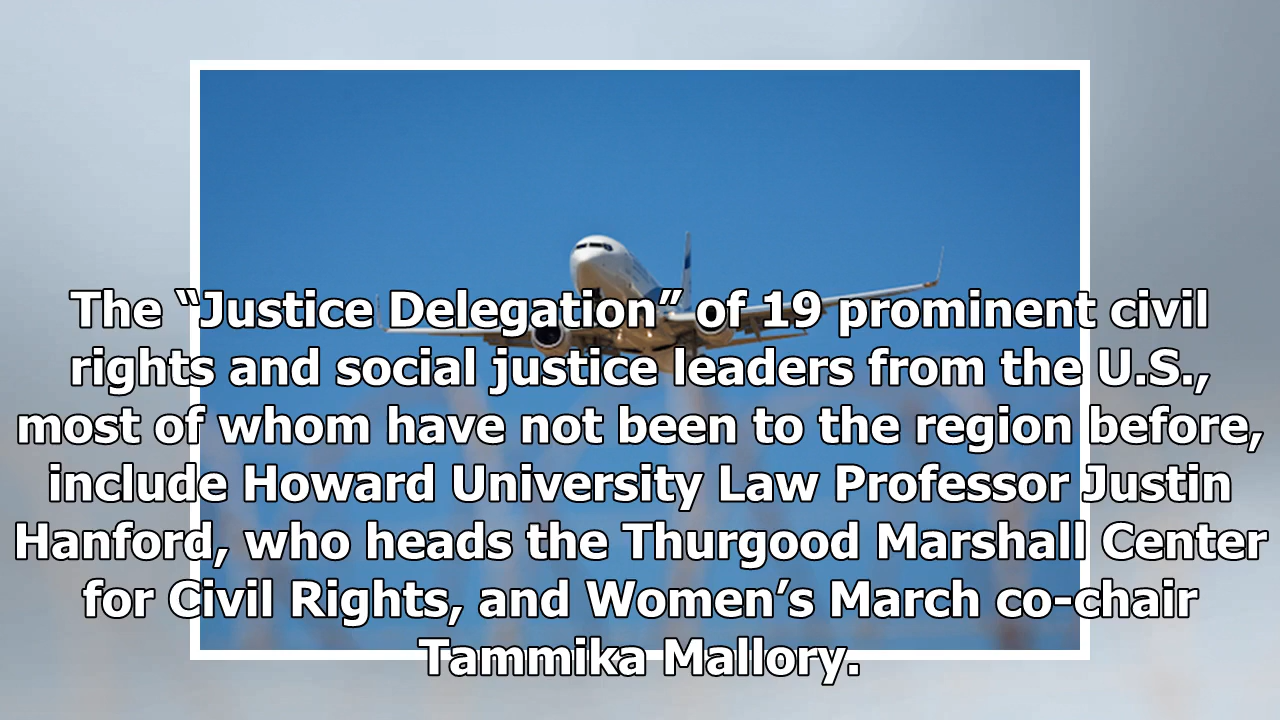 The “Justice Delegation” of 19 prominent civil
rights and social justice leaders from the U.S.,
most of whom have not been to the region before,
include Howard University Law Professor Justin
Hanford, who heads the Thurgood Marshall Center
for Civil Rights, and Women’s March co-chair
Tammika Mallory.